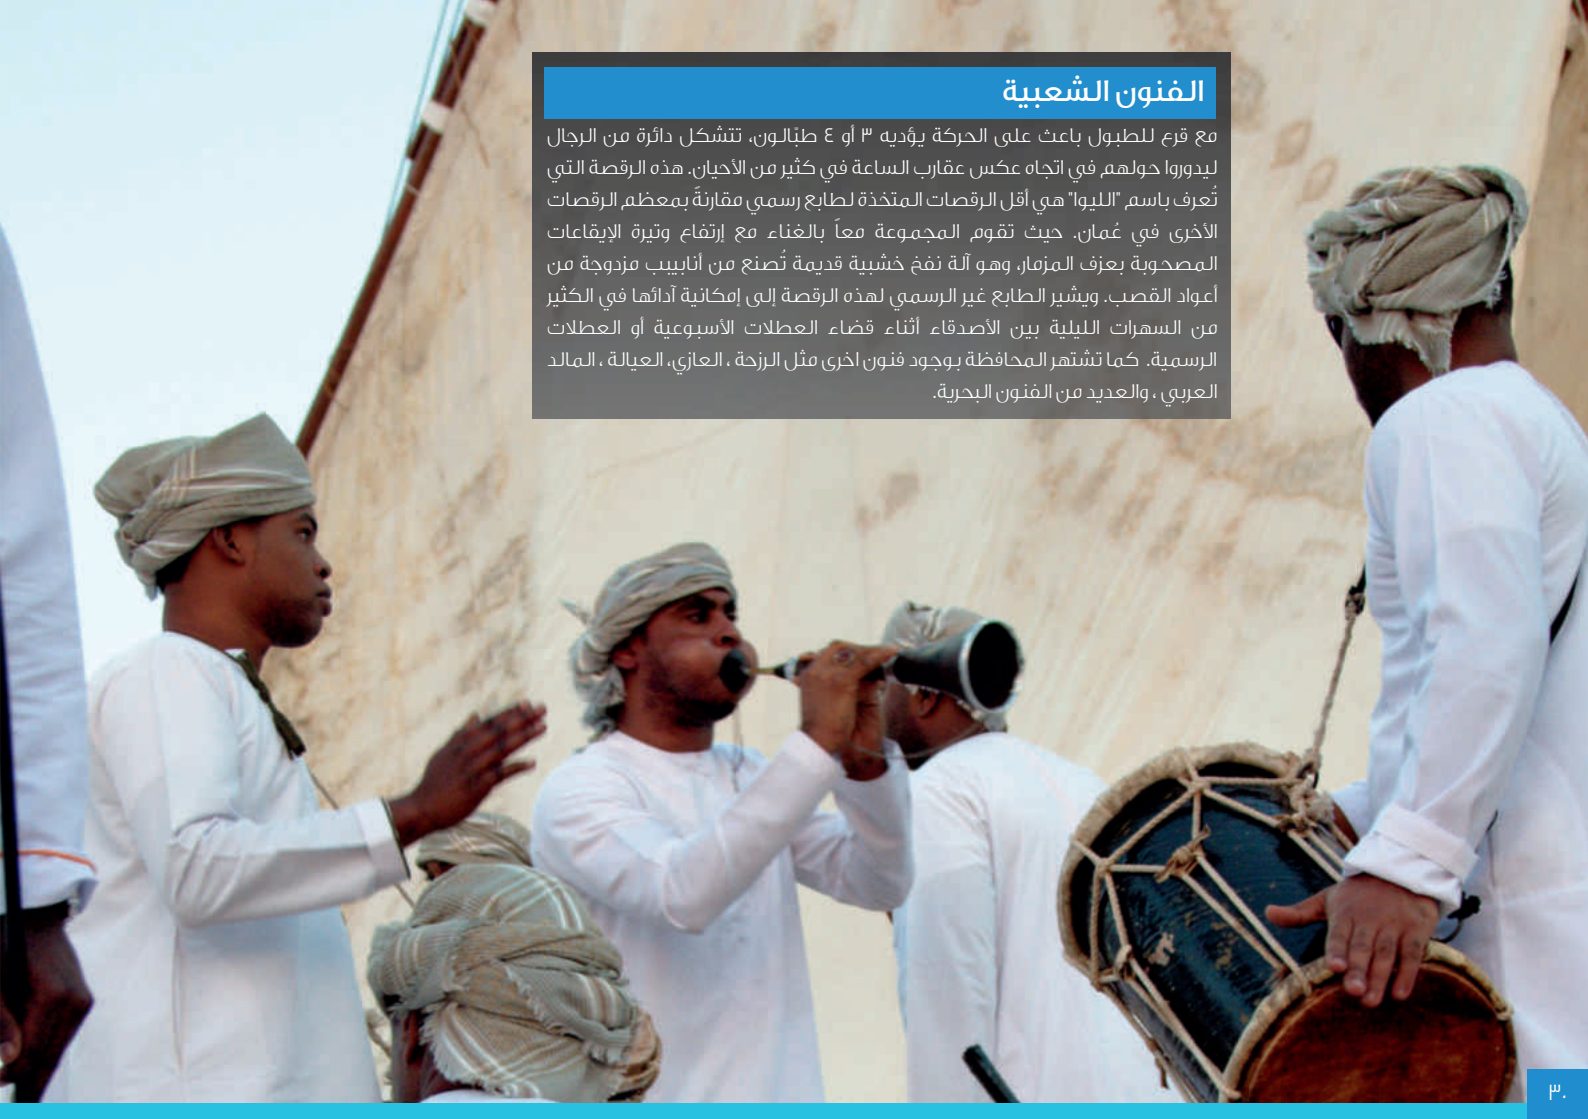 الفنون الشعبية
مع قرع للطبول باعث على الحركة يؤديه ٣ أو ٤ طبّالون، تتشكل دائرة من الرجال
ليدوروا حولهم في اتجاه عكس عقارب الساعة في كثير من الأحيان. هذه الرقصة التي
تُعرف باسم "الليوا" هي أقل الرقصات المتخذة لطابع رسمي مقارنةً بمعظم الرقصات
الأخرى في عُمان. حيث تقوم المجموعة معاً بالغناء مع إرتفاع وتيرة الإيقاعات
المصحوبة بعزف المزمار، وهو آلة نفخ خشبية قديمة تُصنع من أنابيب مزدوجة من
أعواد القصب. ويشير الطابع غير الرسمي لهذه الرقصة إلى إمكانية آدائها في الكثير
من السهرات الليلية بين الأصدقاء أثناء قضاء العطلات الأسبوعية أو العطلات
الرسمية. كما تشتهر المحافظة بوجود فنون اخرى مثل الرزحة ، العازي، العيالة ، المالد
العربي ، والعديد من الفنون البحرية.
٣٠